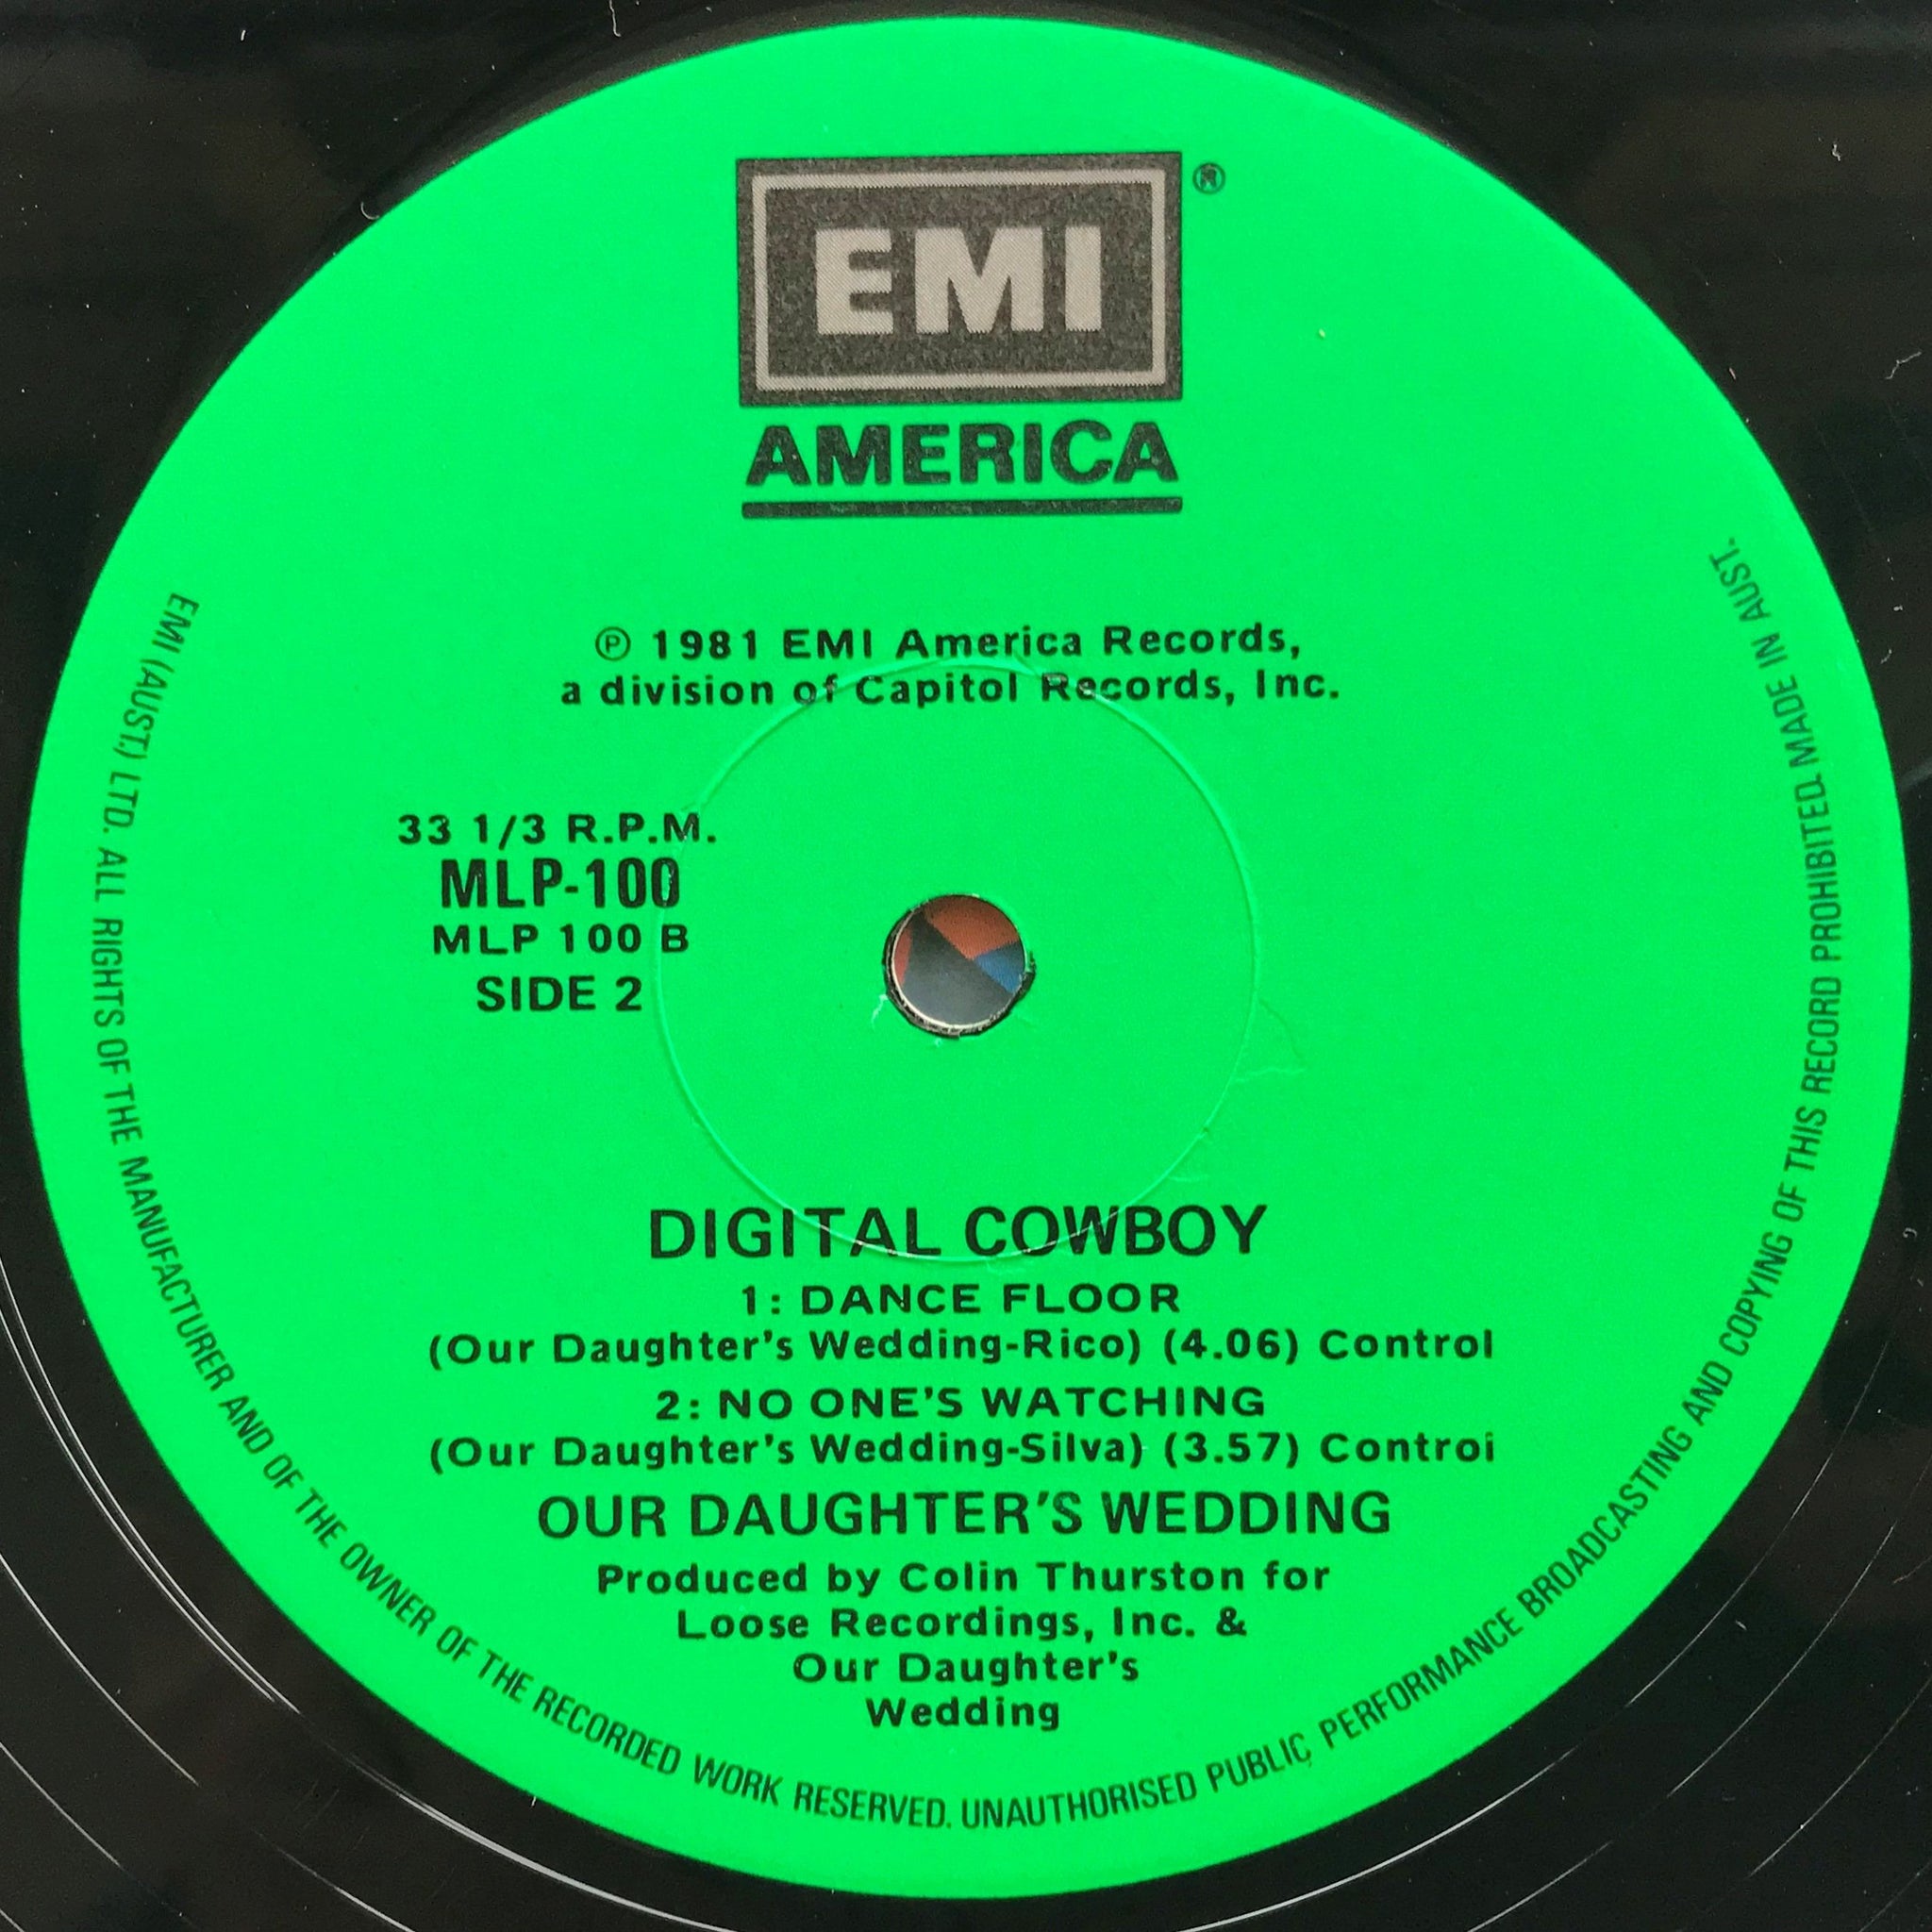 EMI ®
AMERICA
℗ 1981 EMI America Records,
a division of Capitol Records, Inc.
33 1/3 R.P.M.
MLP-100
MLP 100 B
SIDE 2
DIGITAL COWBOY
1: DANCE FLOOR
(Our Daughter's Wedding-Rico) (4.06) Control
2: NO ONE'S WATCHING
(Our Daughter's Wedding-Silva) (3.57) Control
OUR DAUGHTER'S WEDDING
Produced by Colin Thurston for
Loose Recordings, Inc. &
Our Daughter's
Wedding
EMI (AUST.) LTD. ALL RIGHTS OF THE MANUFACTURER AND OF THE OWNER OF THE RECORDED WORK RESERVED. UNAUTHORISED PUBLIC, PERFORMANCE BROADCASTING AND COPYING OF THIS RECORD PROHIBITED. MADE IN AUST.